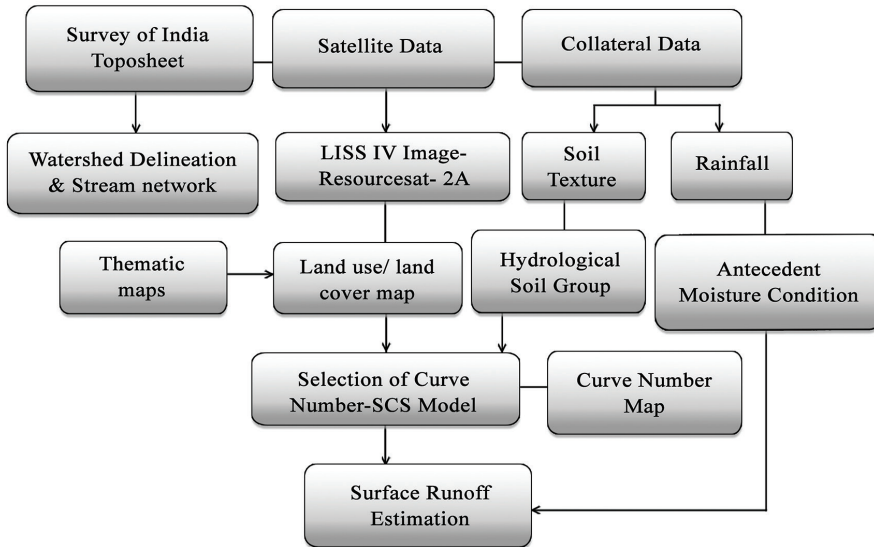 Survey of India
Toposheet
Satellite Data
Collateral Data
Watershed Delineation
& Stream network
LISS IV Image-
Resourcesat- 2A
Soil
Texture
Rainfall
Thematic
maps
Land use/ land
cover map
Hydrological
Soil Group
Antecedent
Moisture Condition
Selection of Curve
Number-SCS Model
Curve Number
Map
Surface Runoff
Estimation